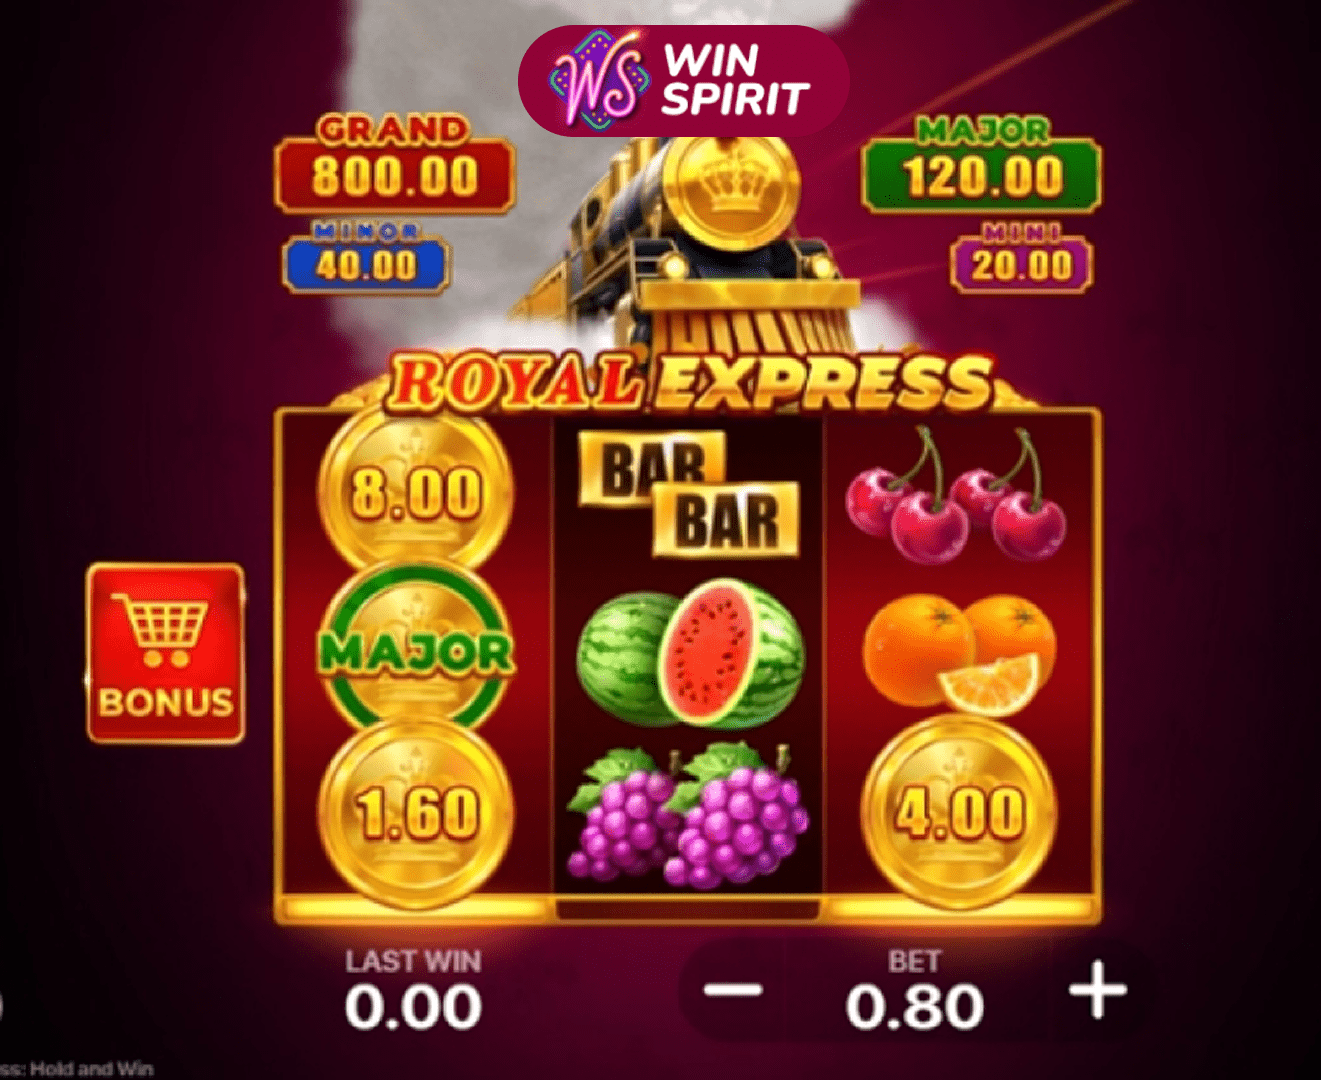 WS WIN
SPIRIT
GRAND
800.00
MAJOR
120.00
MINOR
40.00
MINI
20.00
ROYAL EXPRESS
8.00
BAR
BAR
MAJOR
BONUS
1.60
4.00
LAST WIN
0.00
BET
0.80
ss: Hold and Win